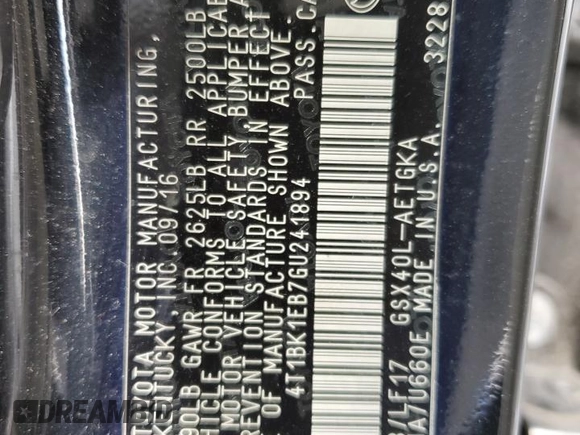 TOYOTA MOTOR MANUFACTURING,
KENTUCKY, INC. 09/16
90LB GAWR FR 2625LB RR 2500LB
VEHICLE CONFORMS TO ALL APPLICAB
MOTOR VEHICLE SAFETY, BUMPER, A
PREVENTION STANDARDS IN EFFECT
OF MANUFACTURE SHOWN ABOVE.
4T1BK1EB7GU241894 PASS. CA
/LF17 GSX40L-AETGKA
A/U660E MADE IN U.S.A. 3228
DREAMBID